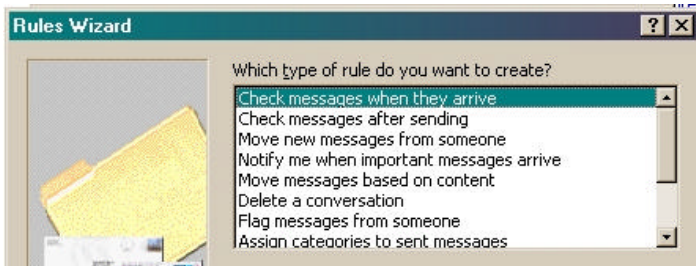 Rules Wizard
Which type of rule do you want to create?
Check messages when they arrive
Check messages after sending
Move new messages from someone
Notify me when important messages arrive
Move messages based on content
Delete a conversation
Flag messages from someone
Assign categories to sent messages